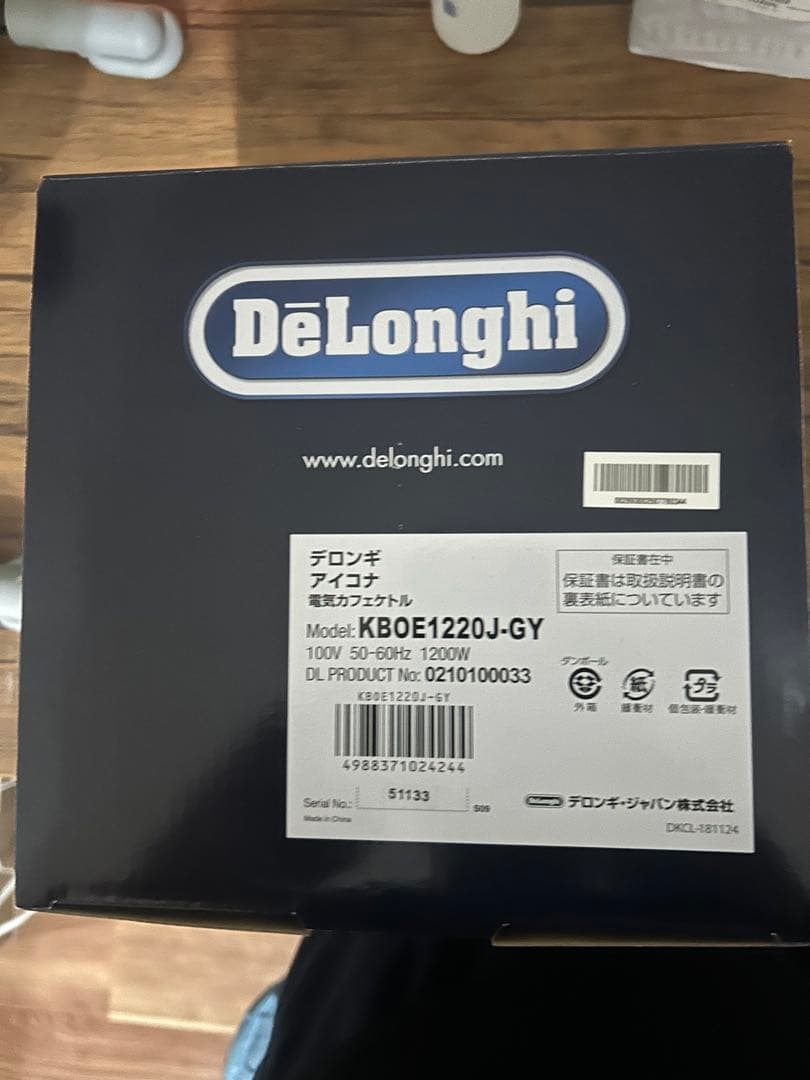 DēLonghi
www.delonghi.com
デロンギ
アイコナ
電気カフェケトル
保証書在中
保証書は取扱説明書の
裏表紙についています
Model: KBOE1220J-GY
100V 50-60Hz 1200W
DL PRODUCT No: 0210100033
KBOE1220J-GY
4988371024244
ダンボール
紙
プラ
外箱
緩衝材
個包装・緩衝材
Serial No.: 51133
S09
Made in China
DeLonghi デロンギ・ジャパン株式会社
DKCL-181124